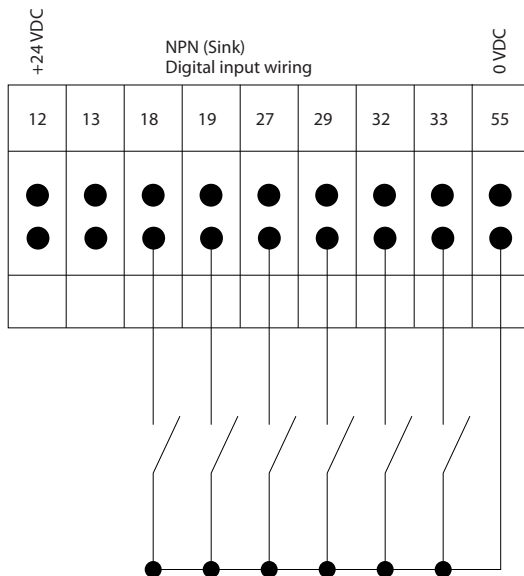 +24 VDC
NPN (Sink)
Digital input wiring
0 VDC
12 13 18 19 27 29 32 33 55